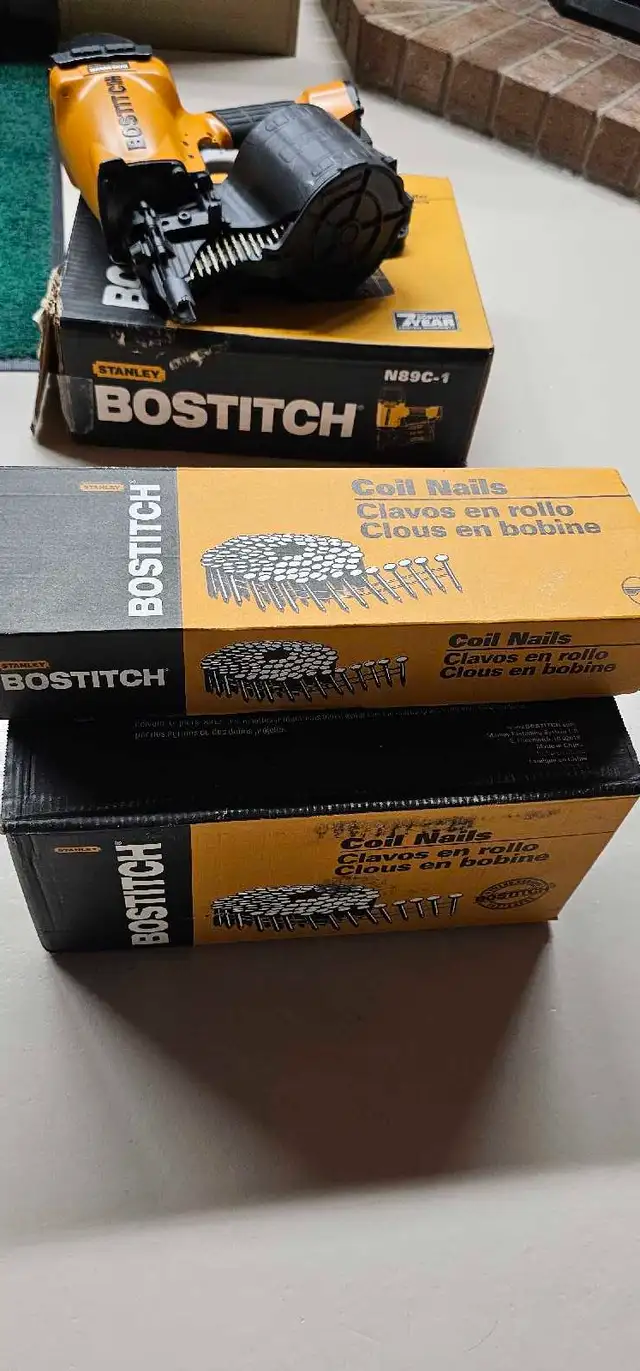 BOSTITCH
BO
7 YEAR
STANLEY
N89C-1
BOSTITCH
STANLEY
BOSTITCH
Coil Nails
Clavos en rollo
Clous en bobine
STANLEY
BOSTITCH
Coil Nails
Clavos en rollo
Clous en bobine
STANLEY
BOSTITCH
Coil Nails
Clavos en rollo
Clous en bobine